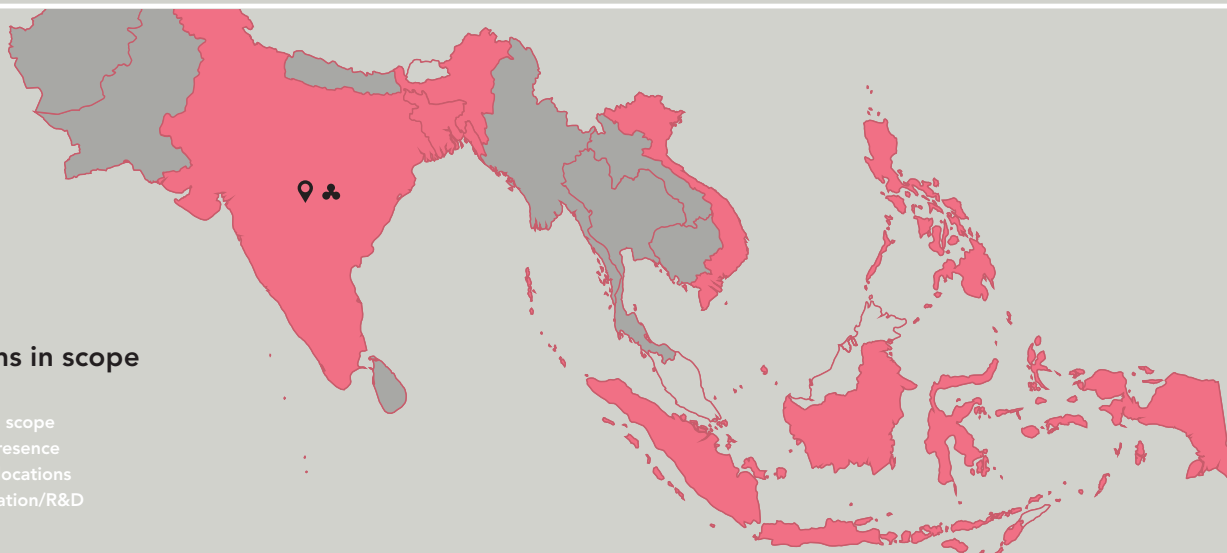 ns in scope
scope
resence
ocations
ation/R&D